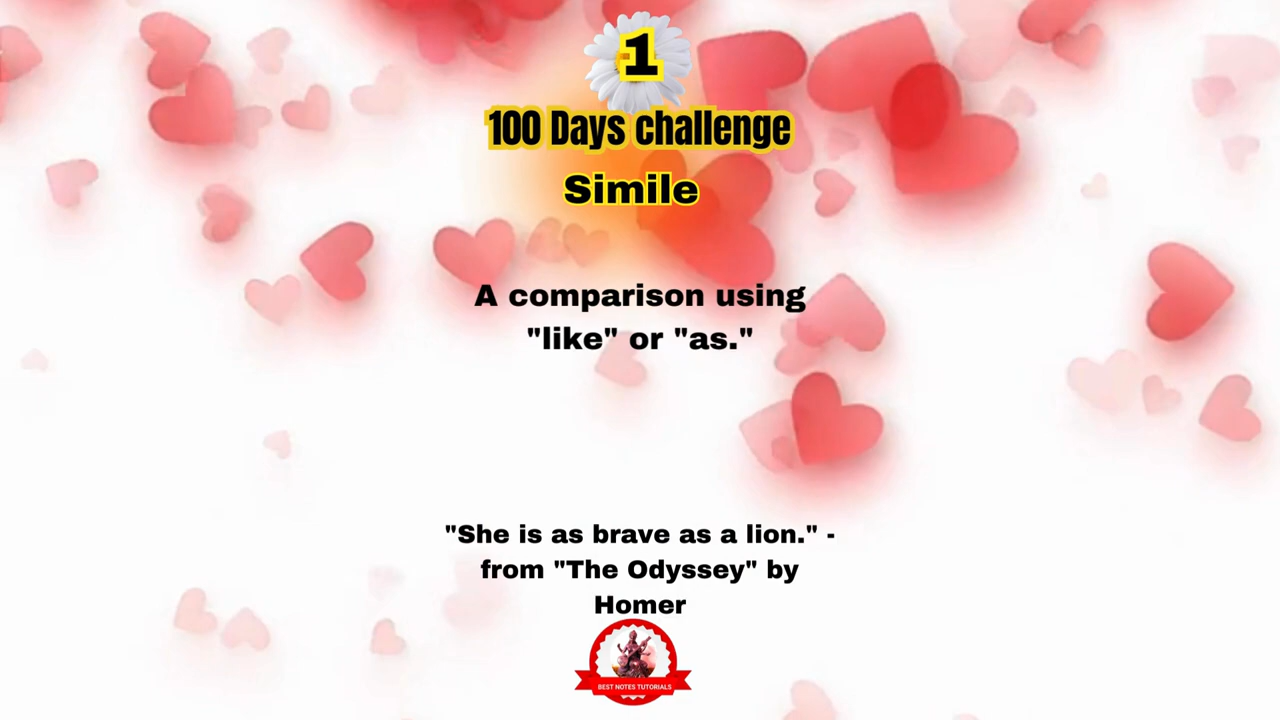 1
100 Days challenge
Simile
A comparison using
"like" or "as."
"She is as brave as a lion." -
from "The Odyssey" by
Homer
BEST NOTES TUTORIALS